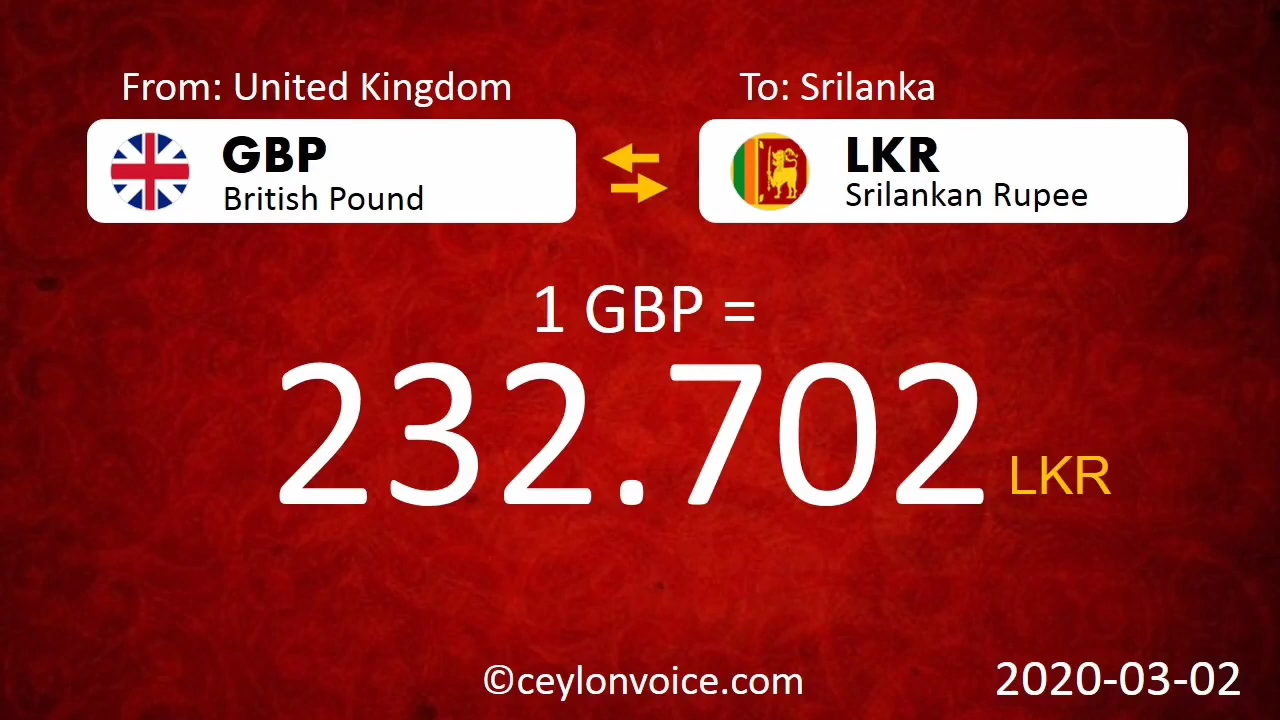 From: United Kingdom
To: Srilanka
GBP
British Pound
LKR
Srilankan Rupee
1 GBP =
232.702 LKR
©ceylonvoice.com
2020-03-02